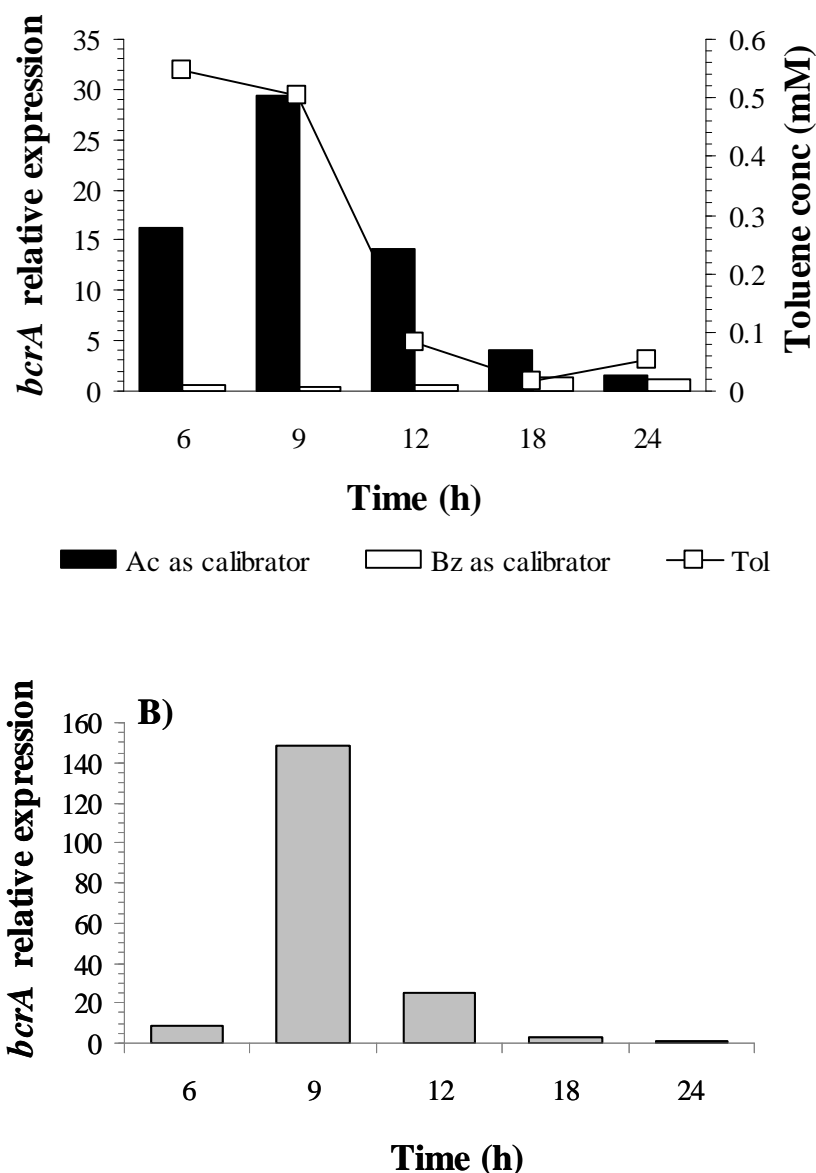 35
30
25
20
15
10
5
0
bcrA relative expression
0.6
0.5
0.4
0.3
0.2
0.1
0
Toluene conc (mM)
6 9 12 18 24
Time (h)
Ac as calibrator Bz as calibrator Tol
B)
160
140
120
100
80
60
40
20
0
bcrA relative expression
6 9 12 18 24
Time (h)